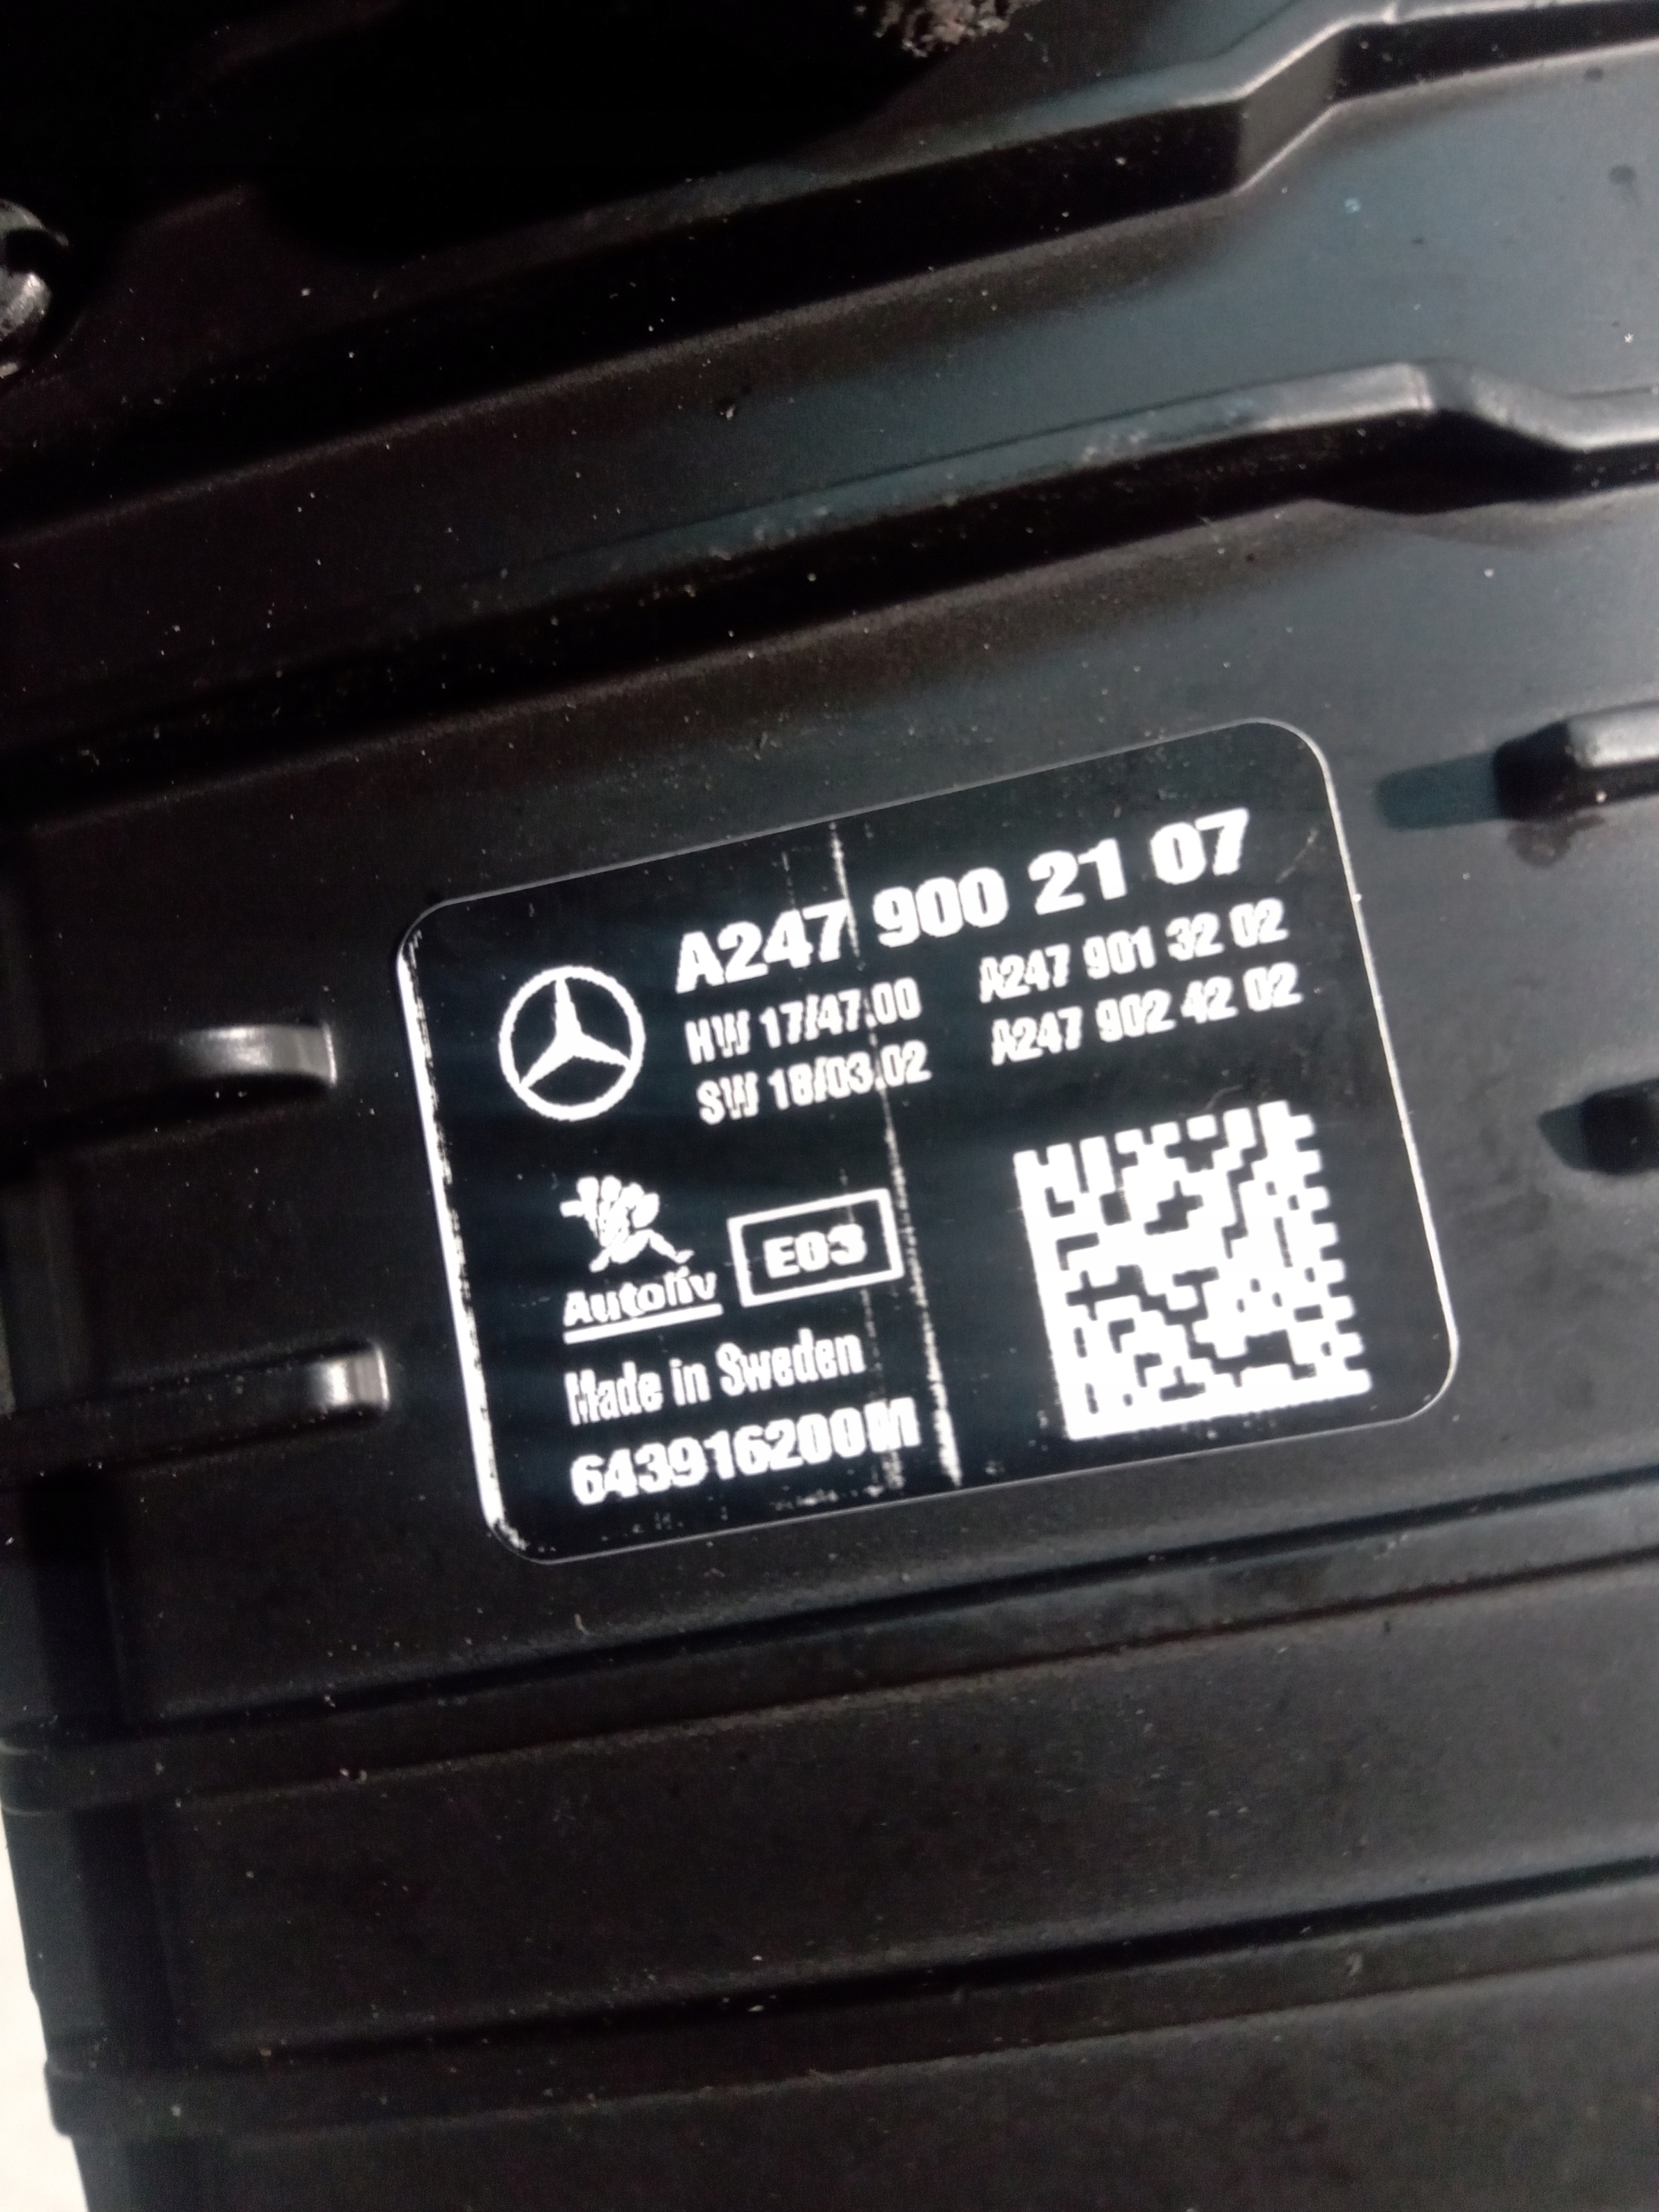 A247 900 21 07
HW 17/47.00 A247 901 32 02
SW 18/03.02 A247 902 42 02
Autoliv E03
Made in Sweden
643916200M